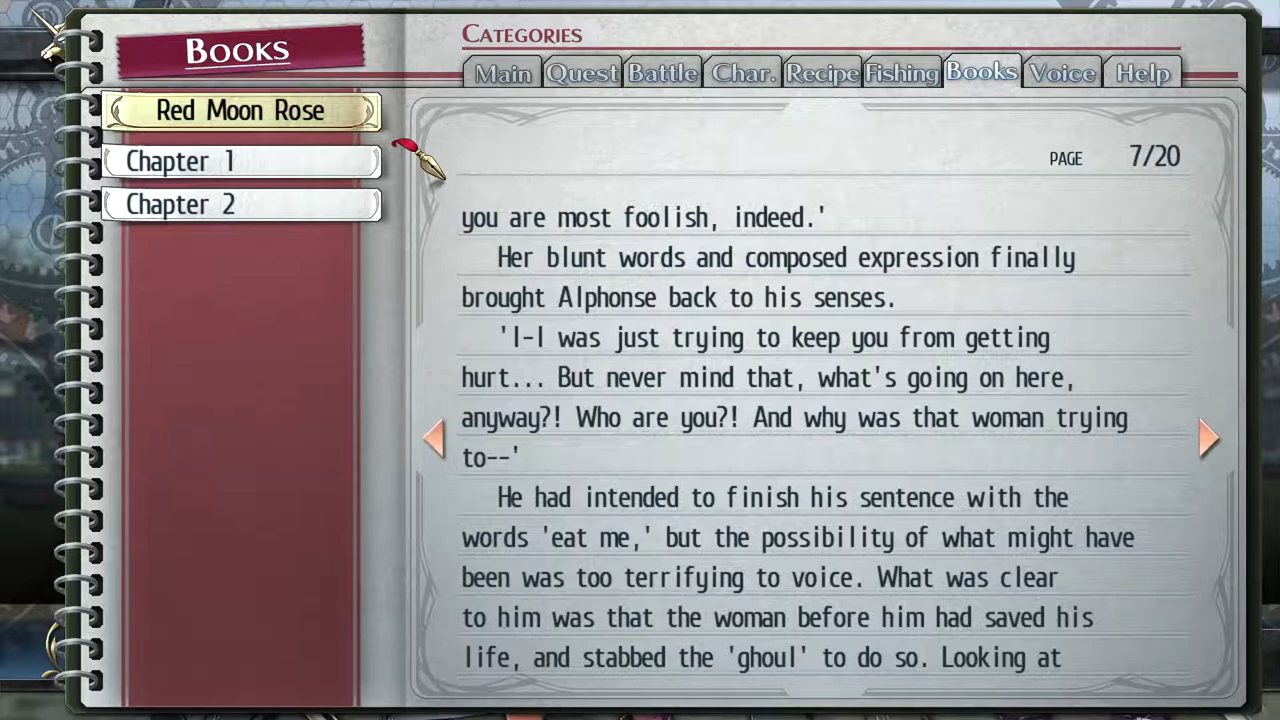 Books
Categories
Main Quest Battle Char. Recipe Fishing Books Voice Help
Red Moon Rose
Chapter 1
Chapter 2
PAGE 7/20
you are most foolish, indeed.'
Her blunt words and composed expression finally
brought Alphonse back to his senses.
'I-I was just trying to keep you from getting
hurt... But never mind that, what's going on here,
anyway?! Who are you?! And why was that woman trying
to--'
He had intended to finish his sentence with the
words 'eat me,' but the possibility of what might have
been was too terrifying to voice. What was clear
to him was that the woman before him had saved his
life, and stabbed the 'ghoul' to do so. Looking at